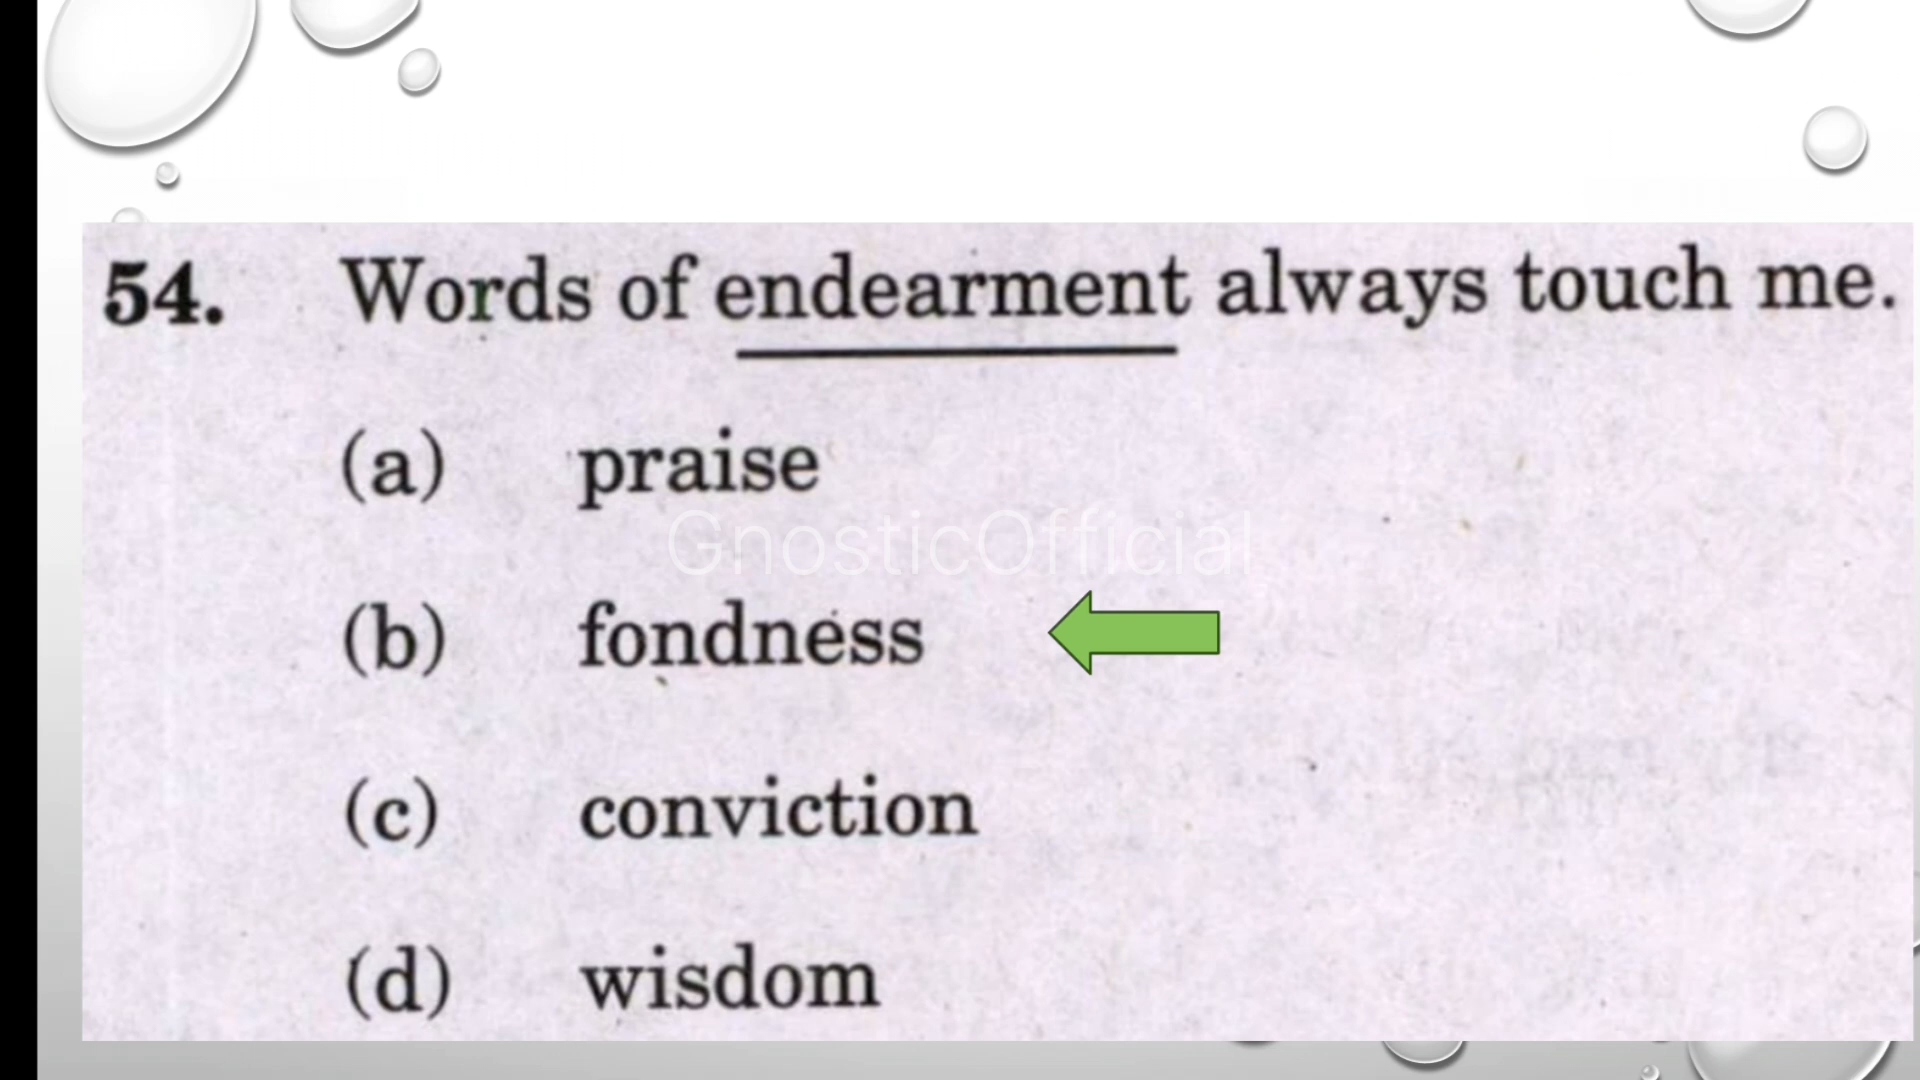 54. Words of endearment always touch me.
(a) praise
GnosticOfficial
(b) fondness
(c) conviction
(d) wisdom